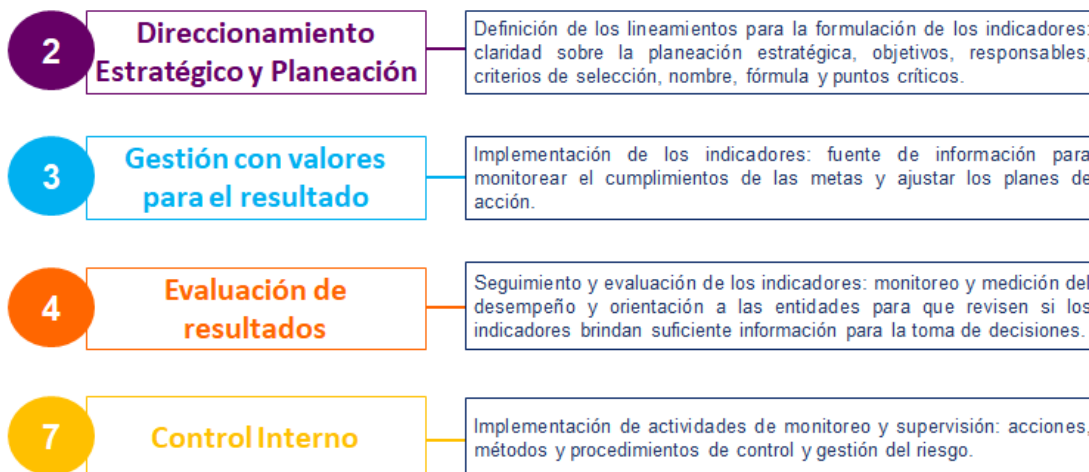 2
Direccionamiento
Estratégico y Planeación
Definición de los lineamientos para la formulación de los indicadores:
claridad sobre la planeación estratégica, objetivos, responsables,
criterios de selección, nombre, fórmula y puntos críticos.
3
Gestión con valores
para el resultado
Implementación de los indicadores: fuente de información para
monitorear el cumplimientos de las metas y ajustar los planes de
acción.
4
Evaluación de
resultados
Seguimiento y evaluación de los indicadores: monitoreo y medición del
desempeño y orientación a las entidades para que revisen si los
indicadores brindan suficiente información para la toma de decisiones.
7
Control Interno
Implementación de actividades de monitoreo y supervisión: acciones,
métodos y procedimientos de control y gestión del riesgo.